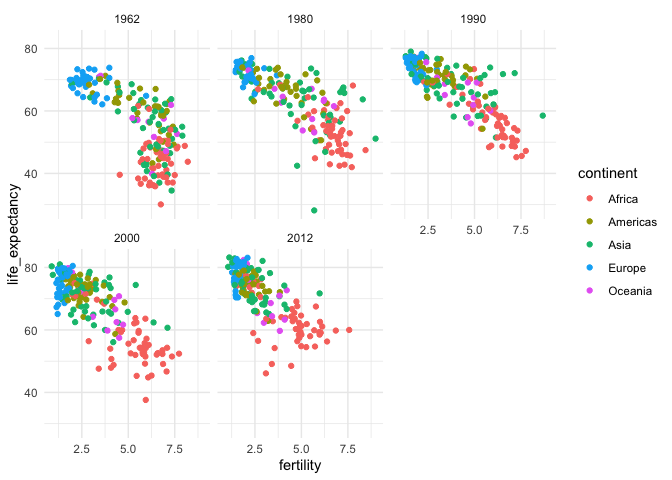 1962
1980
1990
80
60
40
2.5
5.0
7.5
life_expectancy
continent
Africa
Americas
Asia
Europe
Oceania
2000
2012
80
60
40
2.5
5.0
7.5
2.5
5.0
7.5
fertility